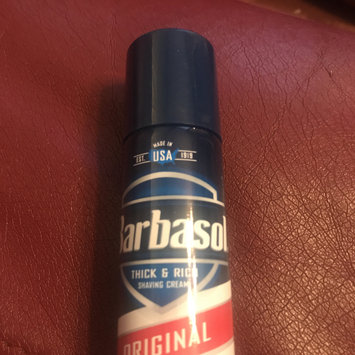 MADE IN
EST. USA 1919
Barbasol
THICK & RICH
SHAVING CREAM
ORIGINAL